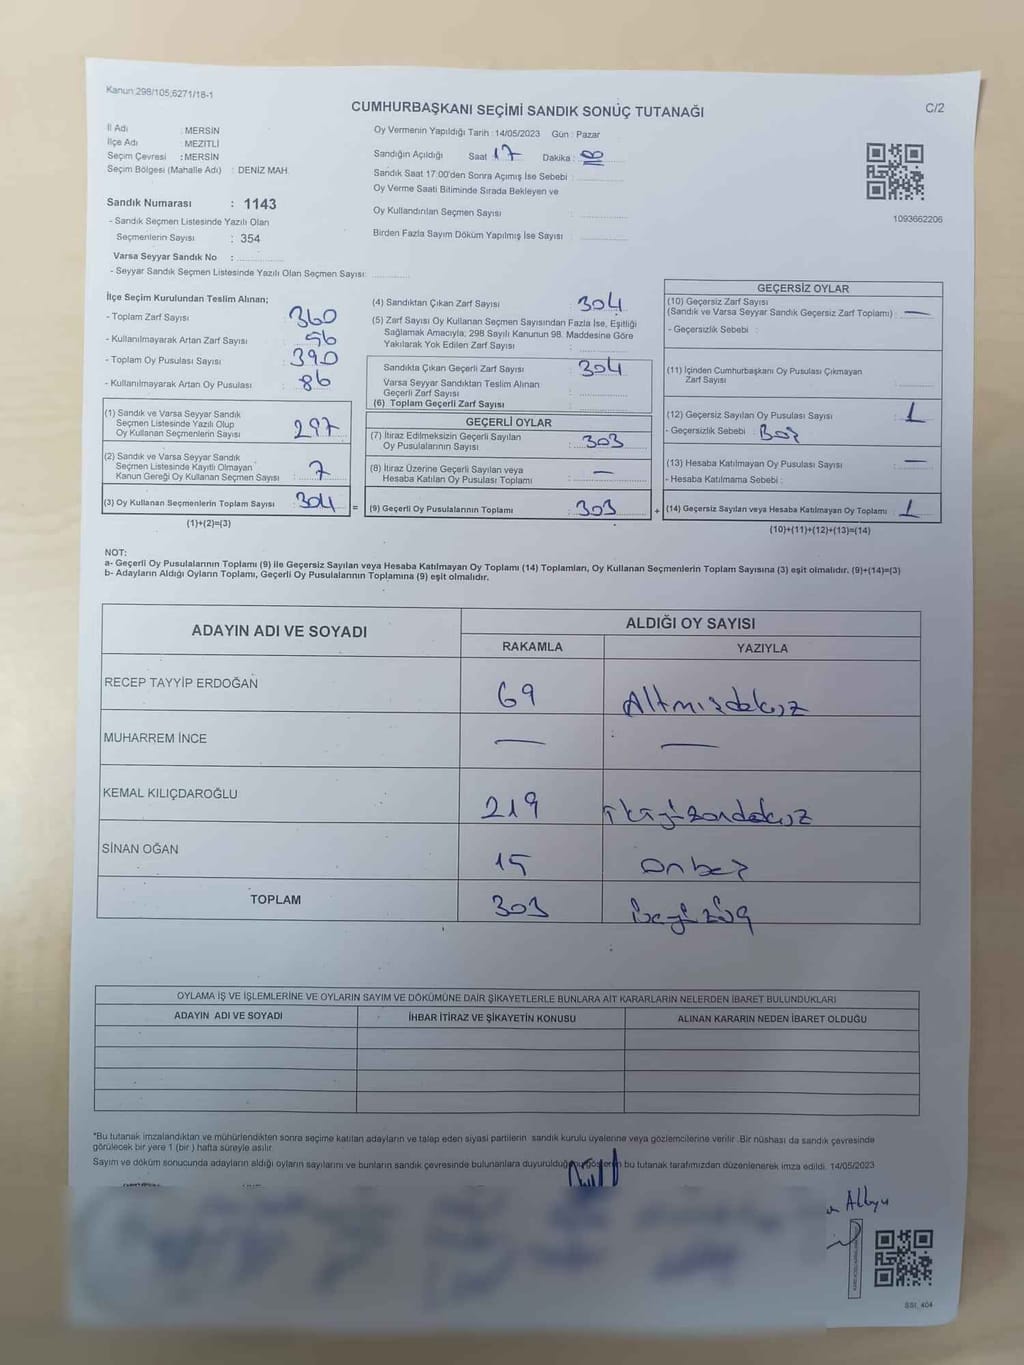 Kanun:298/105;6271/18-1
CUMHURBAŞKANI SEÇİMİ SANDIK SONUÇ TUTANAĞI
C/2
İl Adı : MERSİN
İlçe Adı : MEZİTLİ
Seçim Çevresi : MERSİN
Seçim Bölgesi (Mahalle Adı) : DENİZ MAH.
Sandık Numarası : 1143
- Sandık Seçmen Listesinde Yazılı Olan
Seçmenlerin Sayısı : 354
Varsa Seyyar Sandık No :
- Seyyar Sandık Seçmen Listesinde Yazılı Olan Seçmen Sayısı:
Oy Vermenin Yapıldığı Tarih : 14/05/2023 Gün : Pazar
Sandığın Açıldığı Saat 17 Dakika : 00
Sandık Saat 17:00'den Sonra Açımış İse Sebebi :
Oy Verme Saati Bitiminde Sırada Bekleyen ve
Oy Kullandırılan Seçmen Sayısı :
Birden Fazla Sayım Döküm Yapılmış İse Sayısı :
1093662206
İlçe Seçim Kurulundan Teslim Alınan;
- Toplam Zarf Sayısı : 360
- Kullanılmayarak Artan Zarf Sayısı : 56
- Toplam Oy Pusulası Sayısı : 390
- Kullanılmayarak Artan Oy Pusulası : 86
(1) Sandık ve Varsa Seyyar Sandık
Seçmen Listesinde Yazılı Olup
Oy Kullanan Seçmenlerin Sayısı : 297
(2) Sandık ve Varsa Seyyar Sandık
Seçmen Listesinde Kayıtlı Olmayan
Kanun Gereği Oy Kullanan Seçmen Sayısı : 7
(3) Oy Kullanan Seçmenlerin Toplam Sayısı : 304
(1)+(2)=(3)
(4) Sandıktan Çıkan Zarf Sayısı : 304
(5) Zarf Sayısı Oy Kullanan Seçmen Sayısından Fazla İse, Eşitliği
Sağlamak Amacıyla, 298 Sayılı Kanunun 98. Maddesine Göre
Yakılarak Yok Edilen Zarf Sayısı :
Sandıkta Çıkan Geçerli Zarf Sayısı : 304
Varsa Seyyar Sandıktan Teslim Alınan
Geçerli Zarf Sayısı :
(6) Toplam Geçerli Zarf Sayısı :
GEÇERLİ OYLAR
(7) İtiraz Edilmeksizin Geçerli Sayılan
Oy Pusulalarının Sayısı : 303
(8) İtiraz Üzerine Geçerli Sayılan veya
Hesaba Katılan Oy Pusulası Toplamı : —
(9) Geçerli Oy Pusulalarının Toplamı : 303
GEÇERSİZ OYLAR
(10) Geçersiz Zarf Sayısı
(Sandık ve Varsa Seyyar Sandık Geçersiz Zarf Toplamı) : —
- Geçersizlik Sebebi :
(11) İçinden Cumhurbaşkanı Oy Pusulası Çıkmayan
Zarf Sayısı :
(12) Geçersiz Sayılan Oy Pusulası Sayısı : 1
- Geçersizlik Sebebi : Boş
(13) Hesaba Katılmayan Oy Pusulası Sayısı : —
- Hesaba Katılmama Sebebi :
(14) Geçersiz Sayılan veya Hesaba Katılmayan Oy Toplamı : 1
(10)+(11)+(12)+(13)=(14)
NOT:
a- Geçerli Oy Pusulalarının Toplamı (9) ile Geçersiz Sayılan veya Hesaba Katılmayan Oy Toplamı (14) Toplamları, Oy Kullanan Seçmenlerin Toplam Sayısına (3) eşit olmalıdır. (9)+(14)=(3)
b- Adayların Aldığı Oyların Toplamı, Geçerli Oy Pusulalarının Toplamına (9) eşit olmalıdır.
ADAYIN ADI VE SOYADI
ALDIĞI OY SAYISI
RAKAMLA YAZIYLA
RECEP TAYYİP ERDOĞAN 69 Altmışdokuz
MUHARREM İNCE — —
KEMAL KILIÇDAROĞLU 219 ikiyüzondokuz
SİNAN OĞAN 15 onbeş
TOPLAM 303 üçyüzüç
OYLAMA İŞ VE İŞLEMLERİNE VE OYLARIN SAYIM VE DÖKÜMÜNE DAİR ŞİKAYETLERLE BUNLARA AİT KARARLARIN NELERDEN İBARET BULUNDUKLARI
ADAYIN ADI VE SOYADI İHBAR İTİRAZ VE ŞİKAYETİN KONUSU ALINAN KARARIN NEDEN İBARET OLDUĞU
*Bu tutanak imzalandıktan ve mühürlendikten sonra seçime katılan adayların ve talep eden siyasi partilerin sandık kurulu üyelerine veya gözlemcilerine verilir. Bir nüshası da sandık çevresinde
görülecek bir yere 1 (bir) hafta süreyle asılır.
Sayım ve döküm sonucunda adayların aldığı oyların sayılarını ve bunların sandık çevresinde bulunanlara duyurulduğunu bu tutanak tarafımızdan düzenlenerek imza edildi. 14/05/2023
SSI. 404